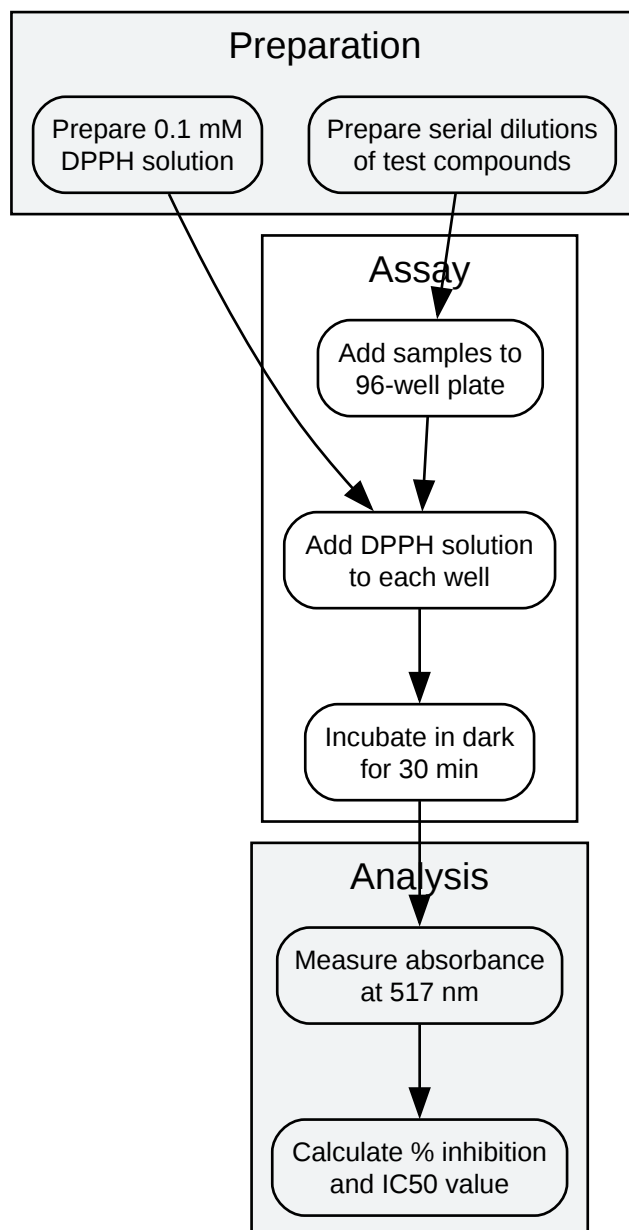 Preparation
Prepare 0.1 mM
DPPH solution
Prepare serial dilutions
of test compounds
Assay
Add samples to
96-well plate
Add DPPH solution
to each well
Incubate in dark
for 30 min
Analysis
Measure absorbance
at 517 nm
Calculate % inhibition
and IC50 value